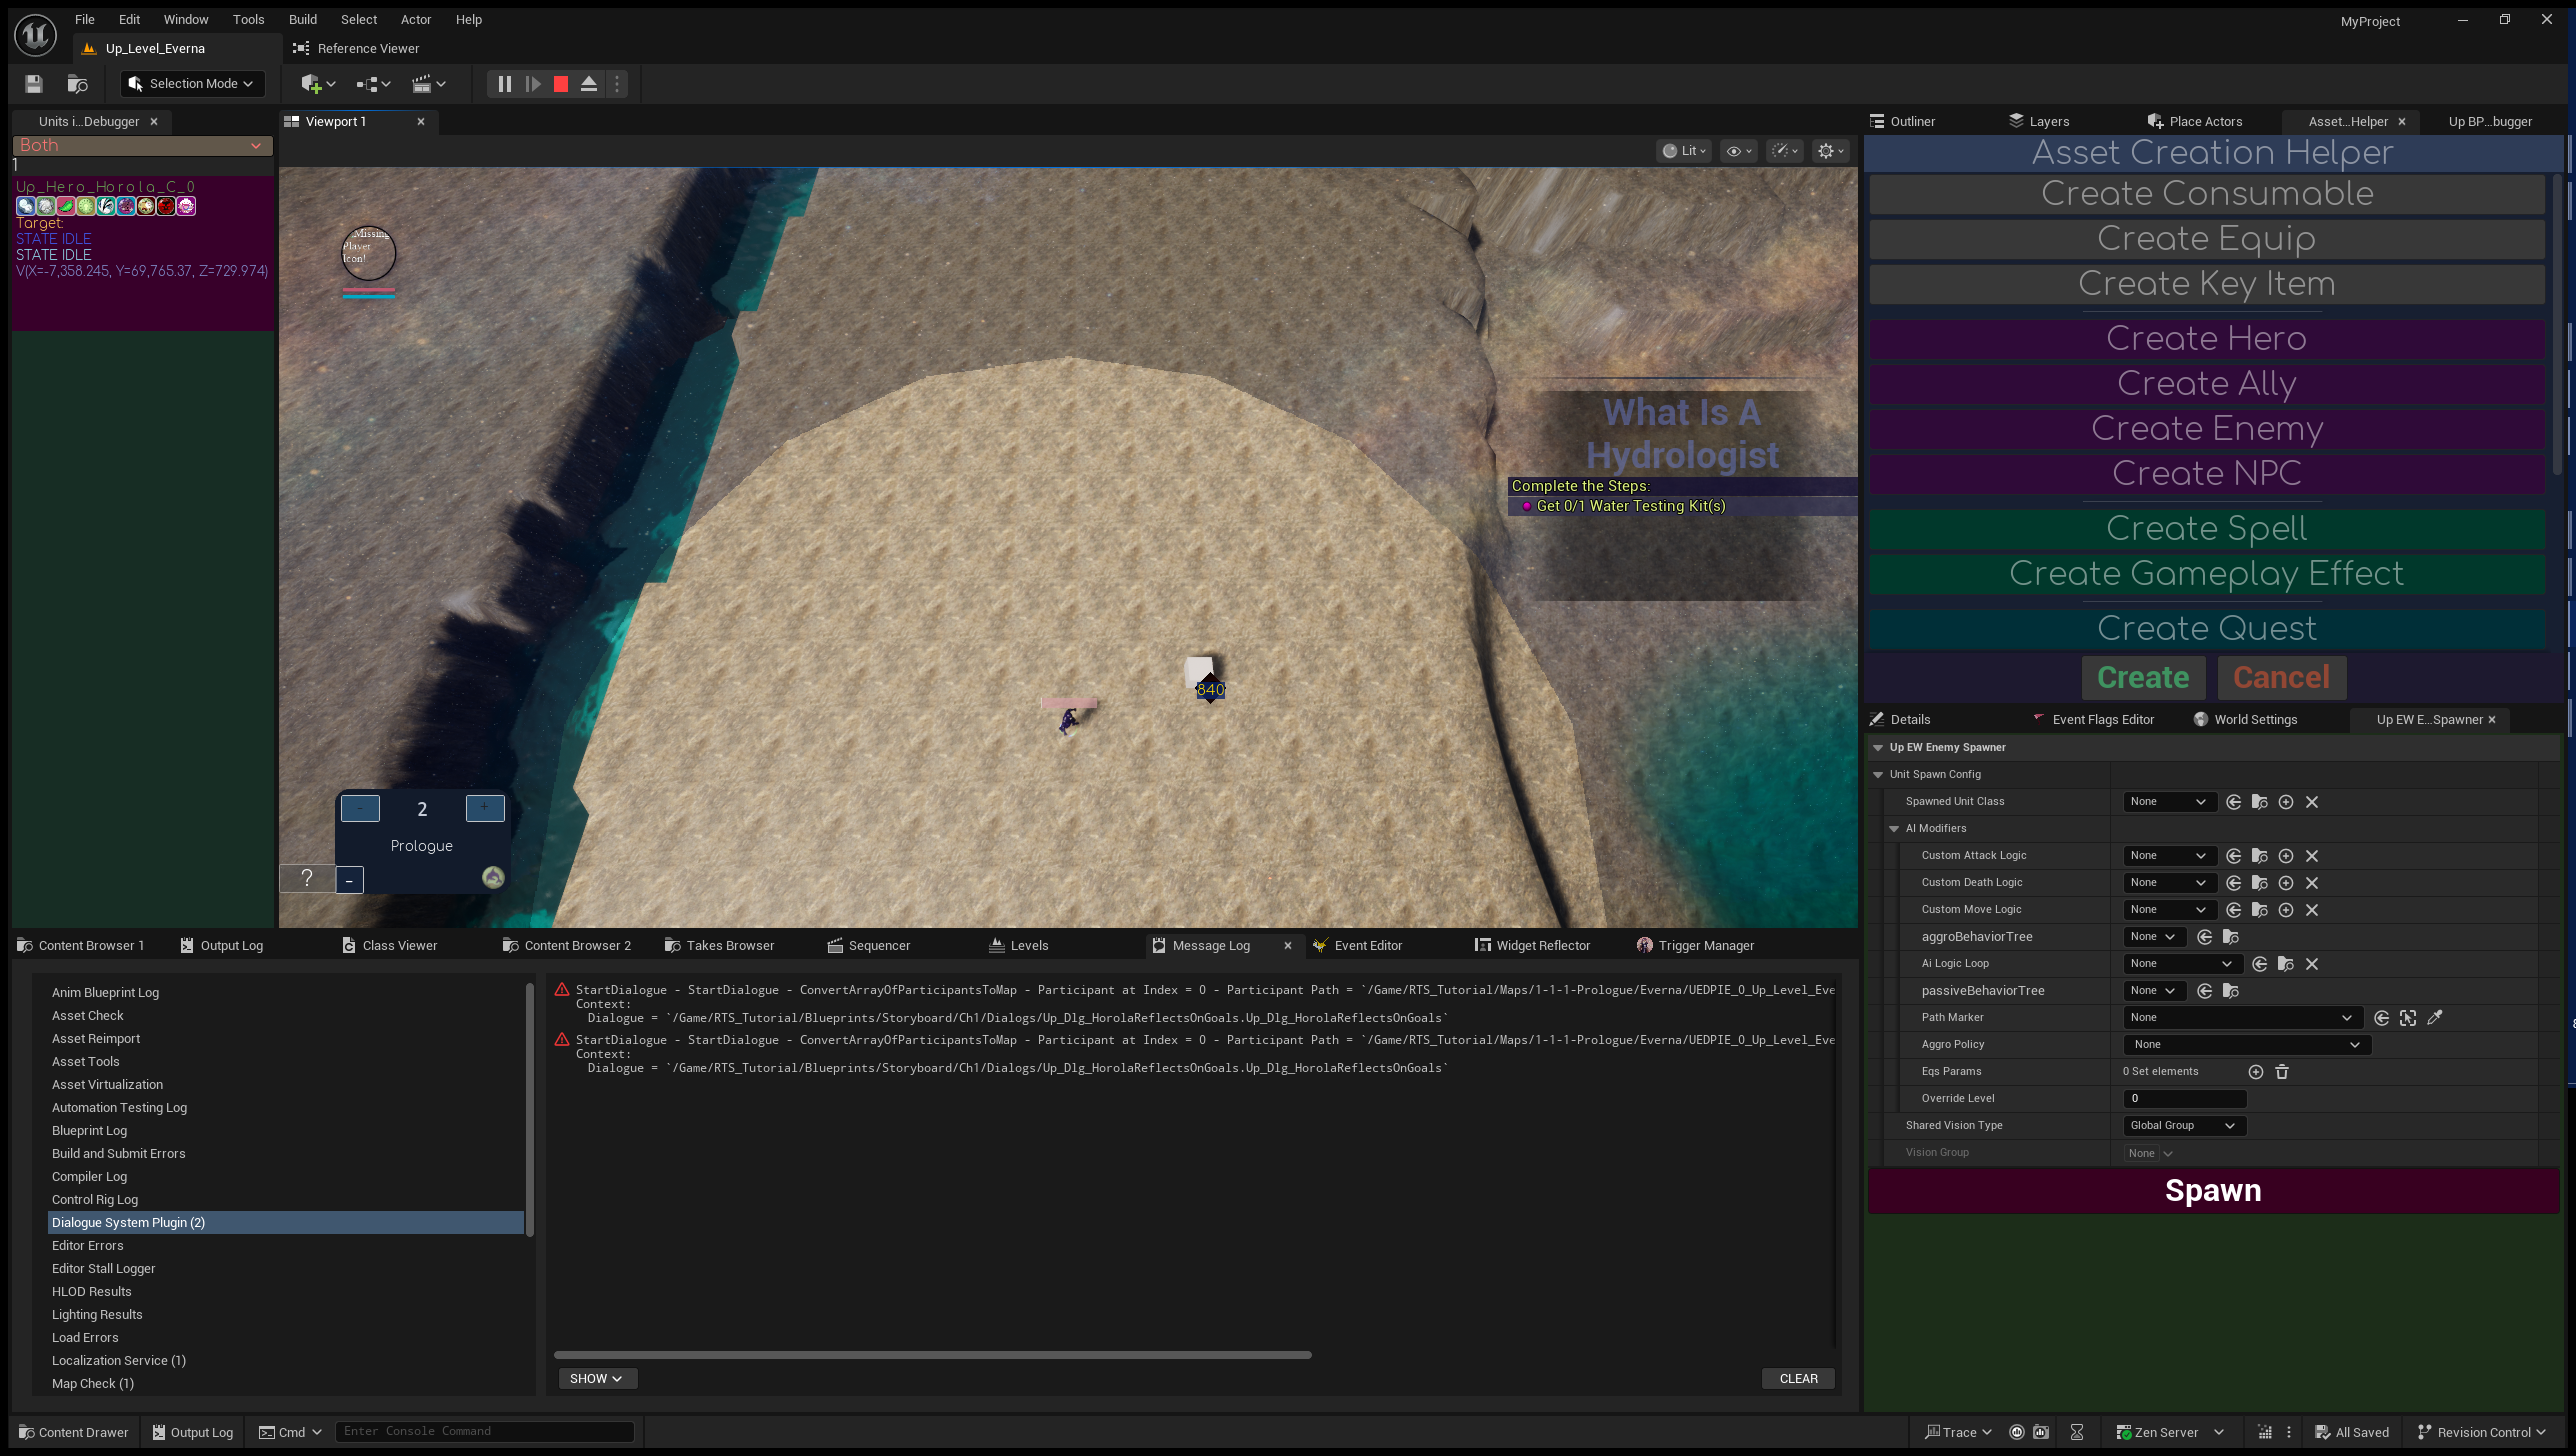 File Edit Window Tools Build Select Actor Help
MyProject
Up_Level_Everna
Reference Viewer
Selection Mode
Units i...Debugger
Viewport 1
Outliner
Layers
Place Actors
Asset...Helper
Up BP...bugger
Both
1
Up_Hero_Horola_C_0
Target:
STATE IDLE
STATE IDLE
V(X=-7,358.245, Y=69,765.37, Z=729.974)
Lit
Missing
Player
Icon!
What Is A
Hydrologist
Complete the Steps:
Get 0/1 Water Testing Kit(s)
840
- 2 +
Prologue
? -
Asset Creation Helper
Create Consumable
Create Equip
Create Key Item
Create Hero
Create Ally
Create Enemy
Create NPC
Create Spell
Create Gameplay Effect
Create Quest
Create Cancel
Details
Event Flags Editor
World Settings
Up EW E...Spawner
Up EW Enemy Spawner
Unit Spawn Config
Spawned Unit Class None
AI Modifiers
Custom Attack Logic None
Custom Death Logic None
Custom Move Logic None
aggroBehaviorTree None
Ai Logic Loop None
passiveBehaviorTree None
Path Marker None
Aggro Policy None
Eqs Params 0 Set elements
Override Level 0
Shared Vision Type Global Group
Vision Group None
Spawn
Content Browser 1
Output Log
Class Viewer
Content Browser 2
Takes Browser
Sequencer
Levels
Message Log
Event Editor
Widget Reflector
Trigger Manager
Anim Blueprint Log
Asset Check
Asset Reimport
Asset Tools
Asset Virtualization
Automation Testing Log
Blueprint Log
Build and Submit Errors
Compiler Log
Control Rig Log
Dialogue System Plugin (2)
Editor Errors
Editor Stall Logger
HLOD Results
Lighting Results
Load Errors
Localization Service (1)
Map Check (1)
StartDialogue - StartDialogue - ConvertArrayOfParticipantsToMap - Participant at Index = 0 - Participant Path = `/Game/RTS_Tutorial/Maps/1-1-1-Prologue/Everna/UEDPIE_0_Up_Level_Eve
Context:
Dialogue = `/Game/RTS_Tutorial/Blueprints/Storyboard/Ch1/Dialogs/Up_Dlg_HorolaReflectsOnGoals.Up_Dlg_HorolaReflectsOnGoals`
StartDialogue - StartDialogue - ConvertArrayOfParticipantsToMap - Participant at Index = 0 - Participant Path = `/Game/RTS_Tutorial/Maps/1-1-1-Prologue/Everna/UEDPIE_0_Up_Level_Eve
Context:
Dialogue = `/Game/RTS_Tutorial/Blueprints/Storyboard/Ch1/Dialogs/Up_Dlg_HorolaReflectsOnGoals.Up_Dlg_HorolaReflectsOnGoals`
SHOW
CLEAR
Content Drawer
Output Log
Cmd
Enter Console Command
Trace
Zen Server
All Saved
Revision Control